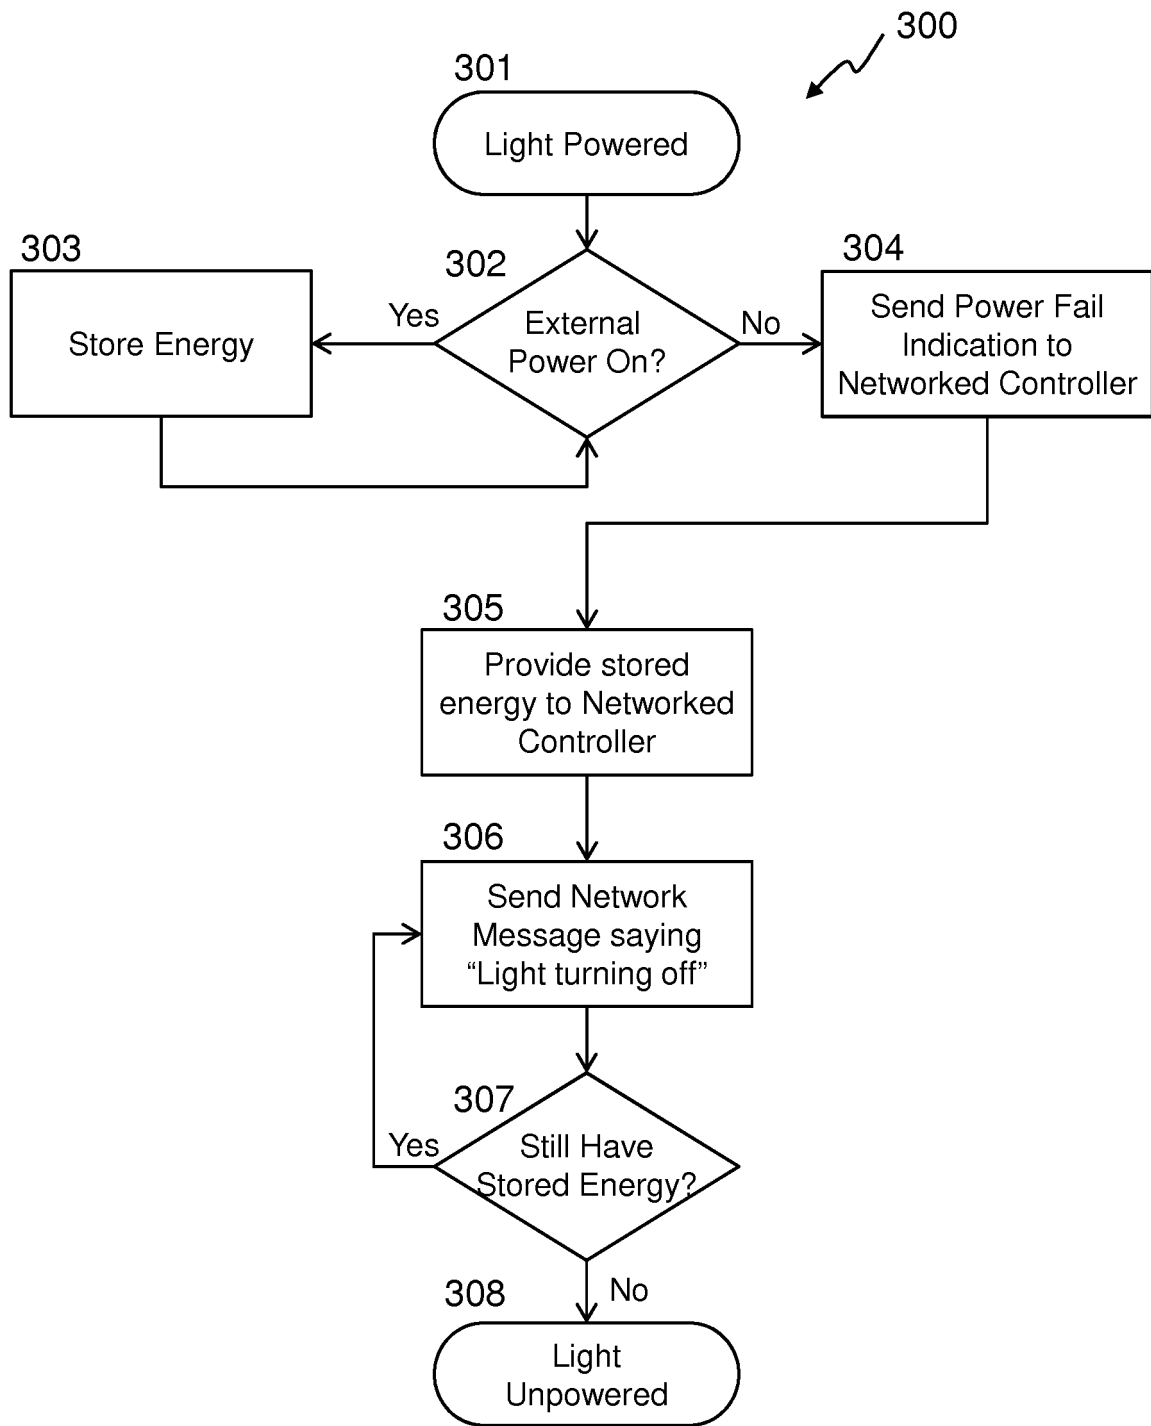 300
301
Light Powered
303
302
304
Store Energy
Yes
External
Power On?
No
Send Power Fail
Indication to
Networked Controller
305
Provide stored
energy to Networked
Controller
306
Send Network
Message saying
“Light turning off”
307
Yes
Still Have
Stored Energy?
No
308
Light
Unpowered